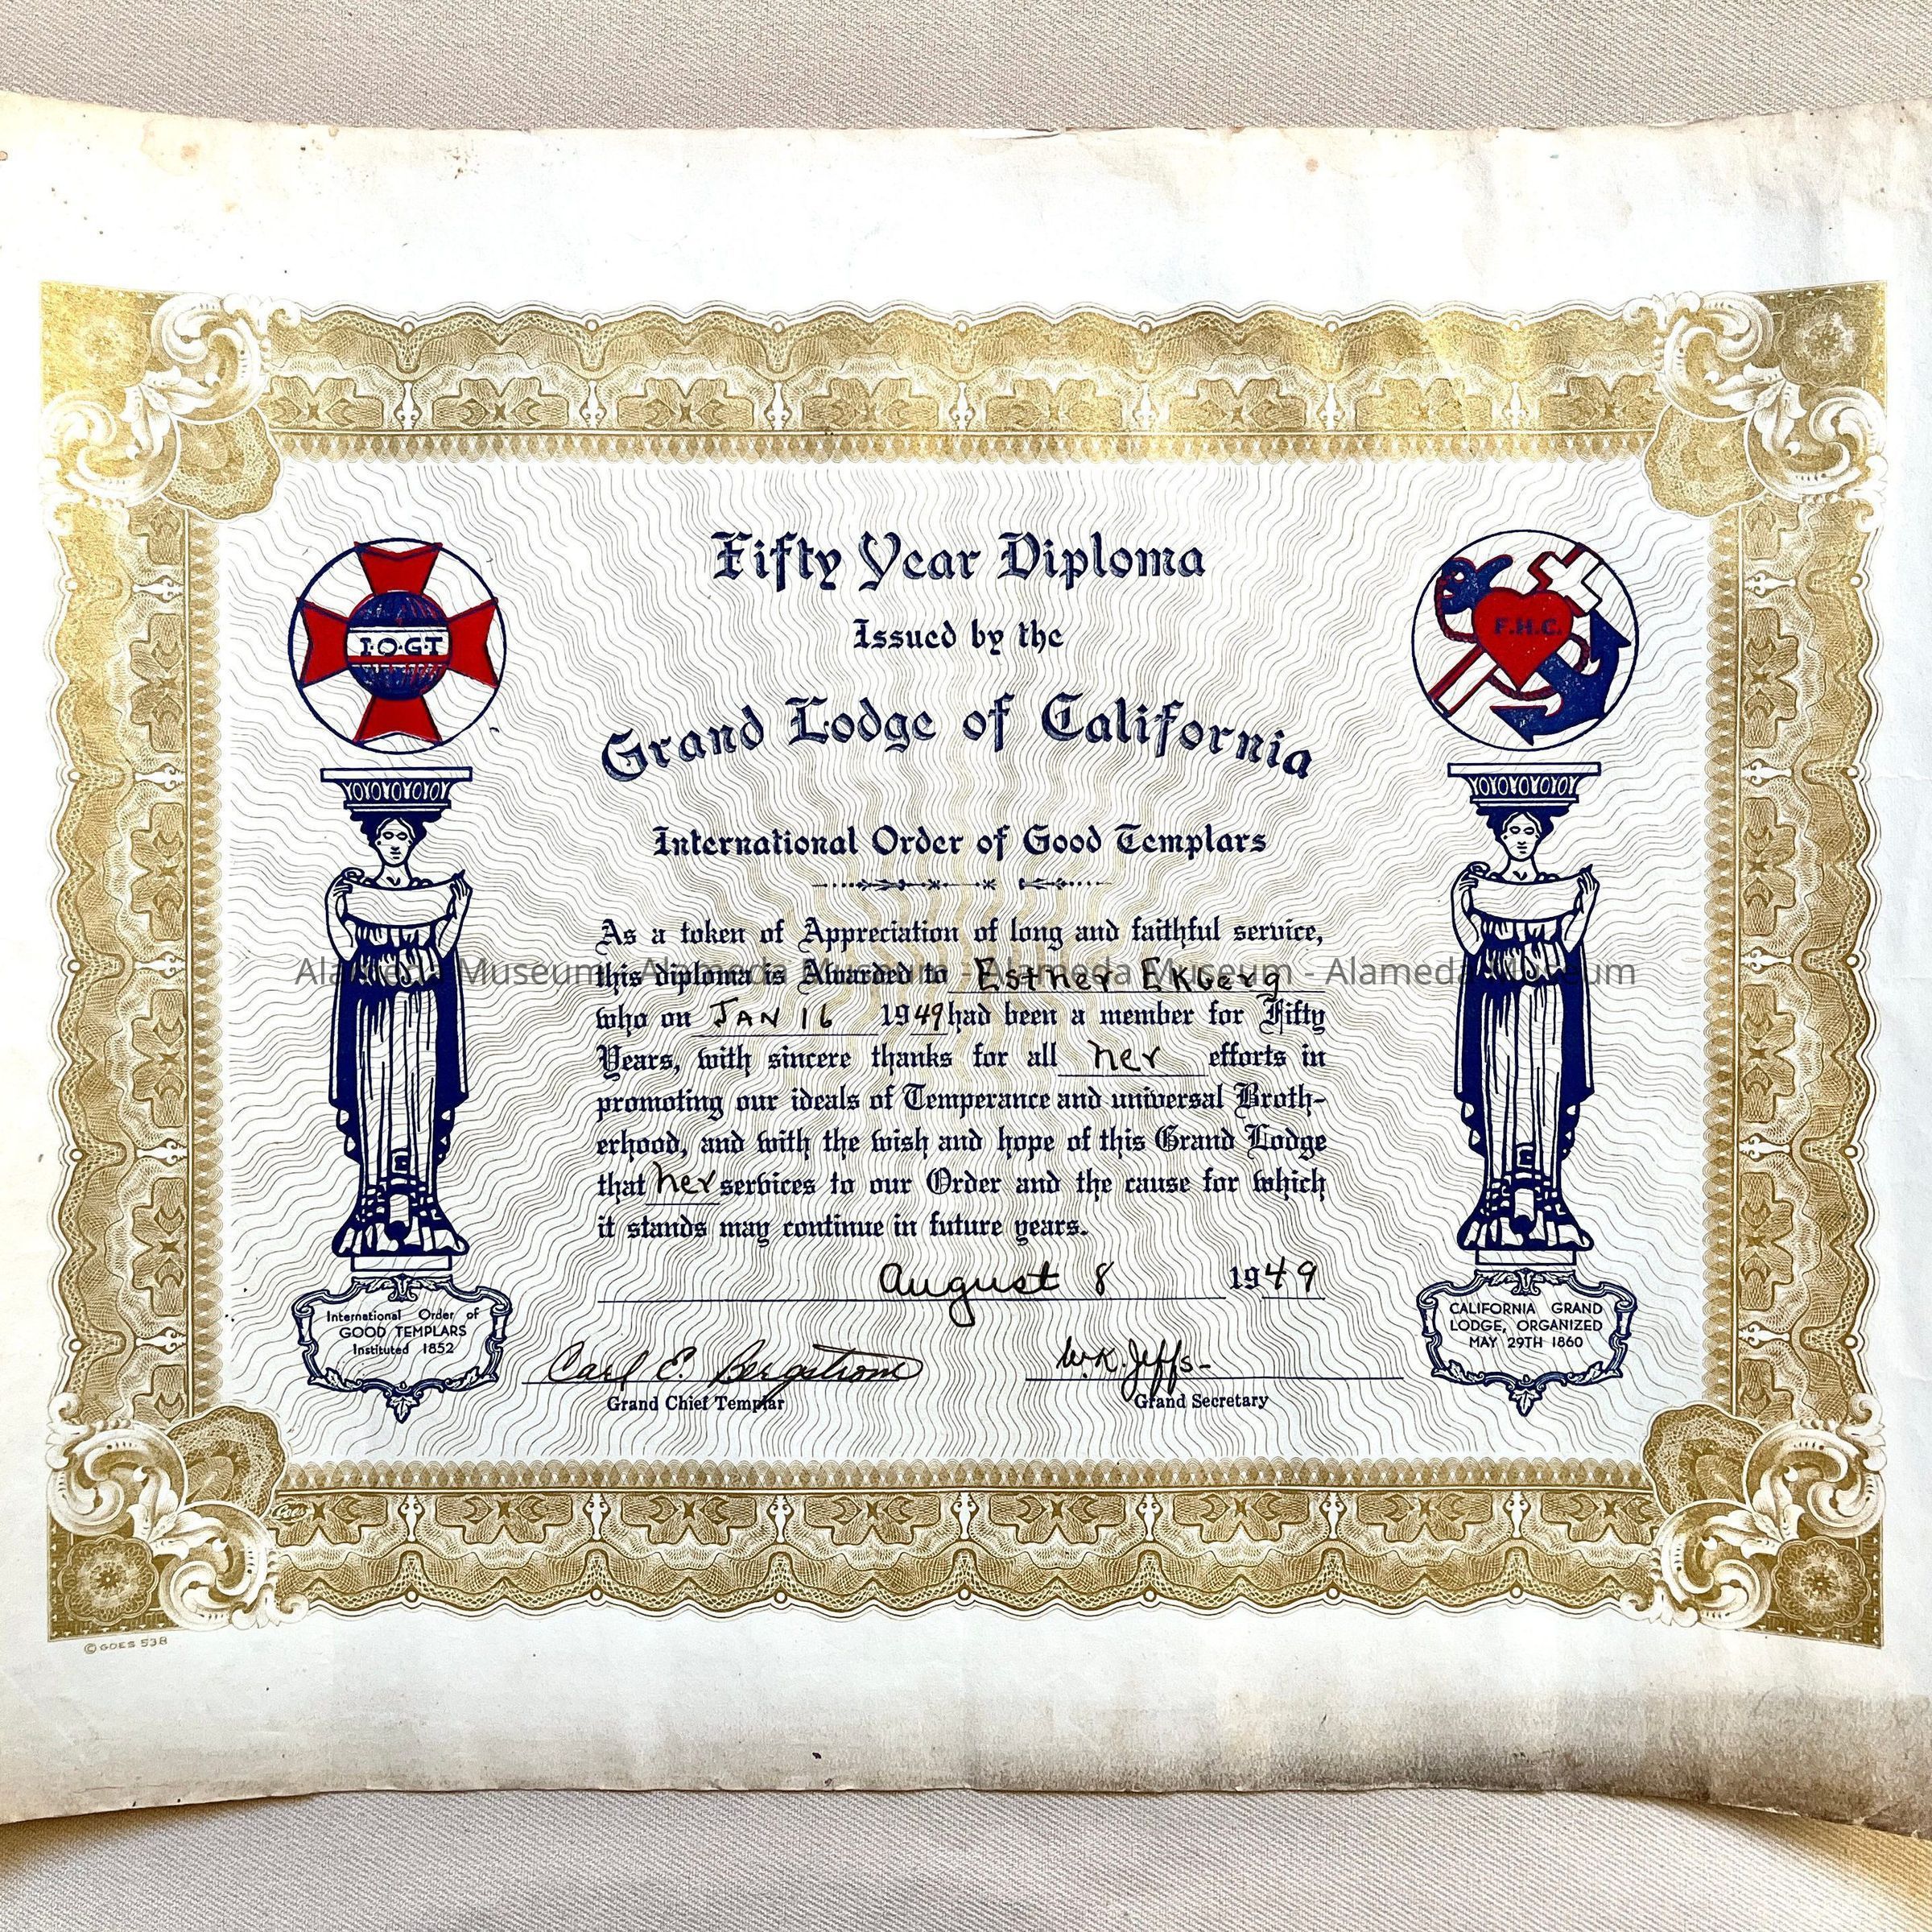 Fifty Year Diploma
Issued by the
Grand Lodge of California
International Order of Good Templars
I·O·G·T
F.H.C.
As a token of Appreciation of long and faithful service,
this diploma is Awarded to Esther Ekberg
who on JAN 16 1949 had been a member for Fifty
Years, with sincere thanks for all her efforts in
promoting our ideals of Temperance and universal Broth-
erhood, and with the wish and hope of this Grand Lodge
that her services to our Order and the cause for which
it stands may continue in future years.
August 8 1949
International Order of
GOOD TEMPLARS
Instituted 1852
CALIFORNIA GRAND
LODGE, ORGANIZED
MAY 29TH 1860
Carl E. Bergstrom
Grand Chief Templar
W.K. Jeffs
Grand Secretary
Goes
© GOES 538
Alameda Museum - Alameda Museum - Alameda Museum - Alameda Museum